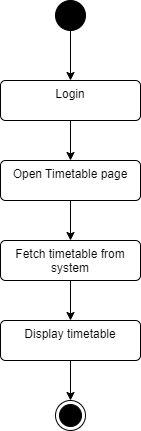 Login
Open Timetable page
Fetch timetable from
system
Display timetable